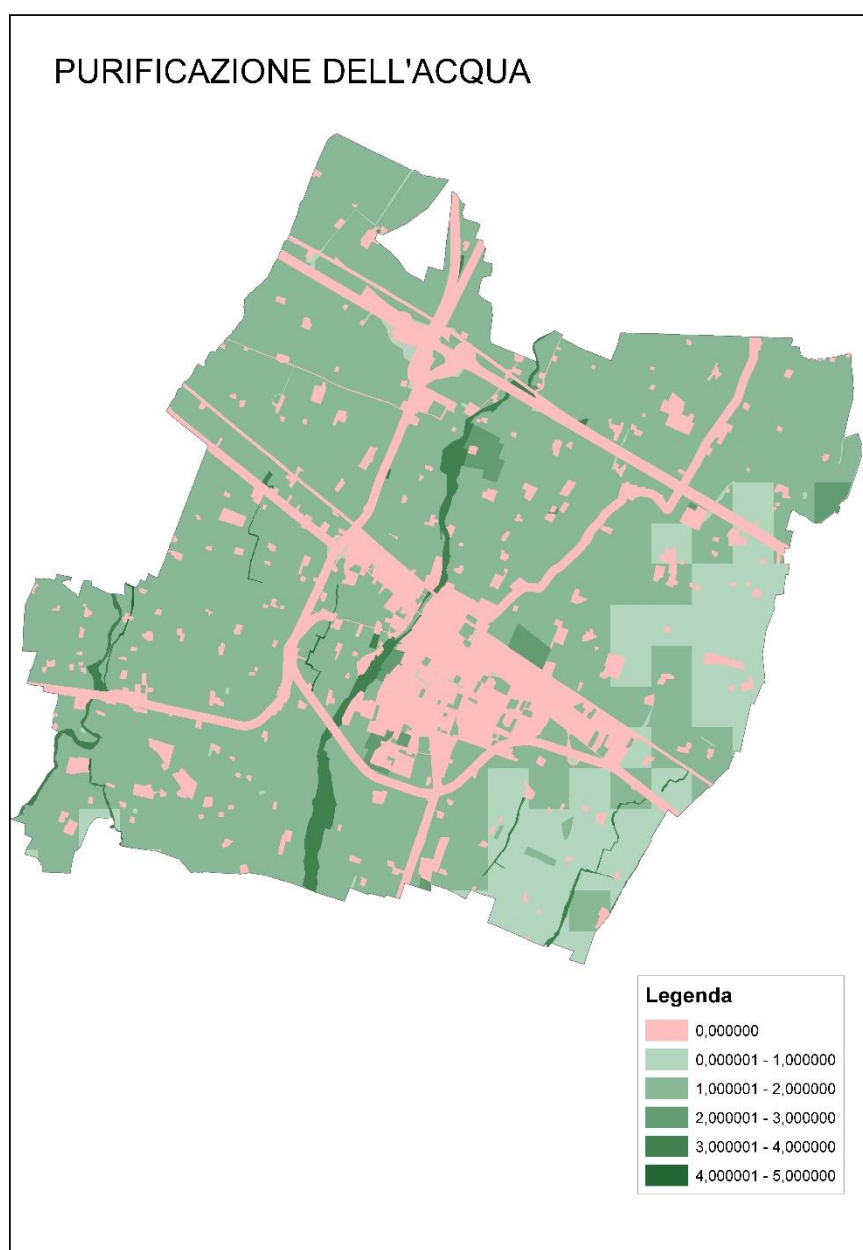 PURIFICAZIONE DELL'ACQUA
Legenda
0,000000
0,000001 - 1,000000
1,000001 - 2,000000
2,000001 - 3,000000
3,000001 - 4,000000
4,000001 - 5,000000